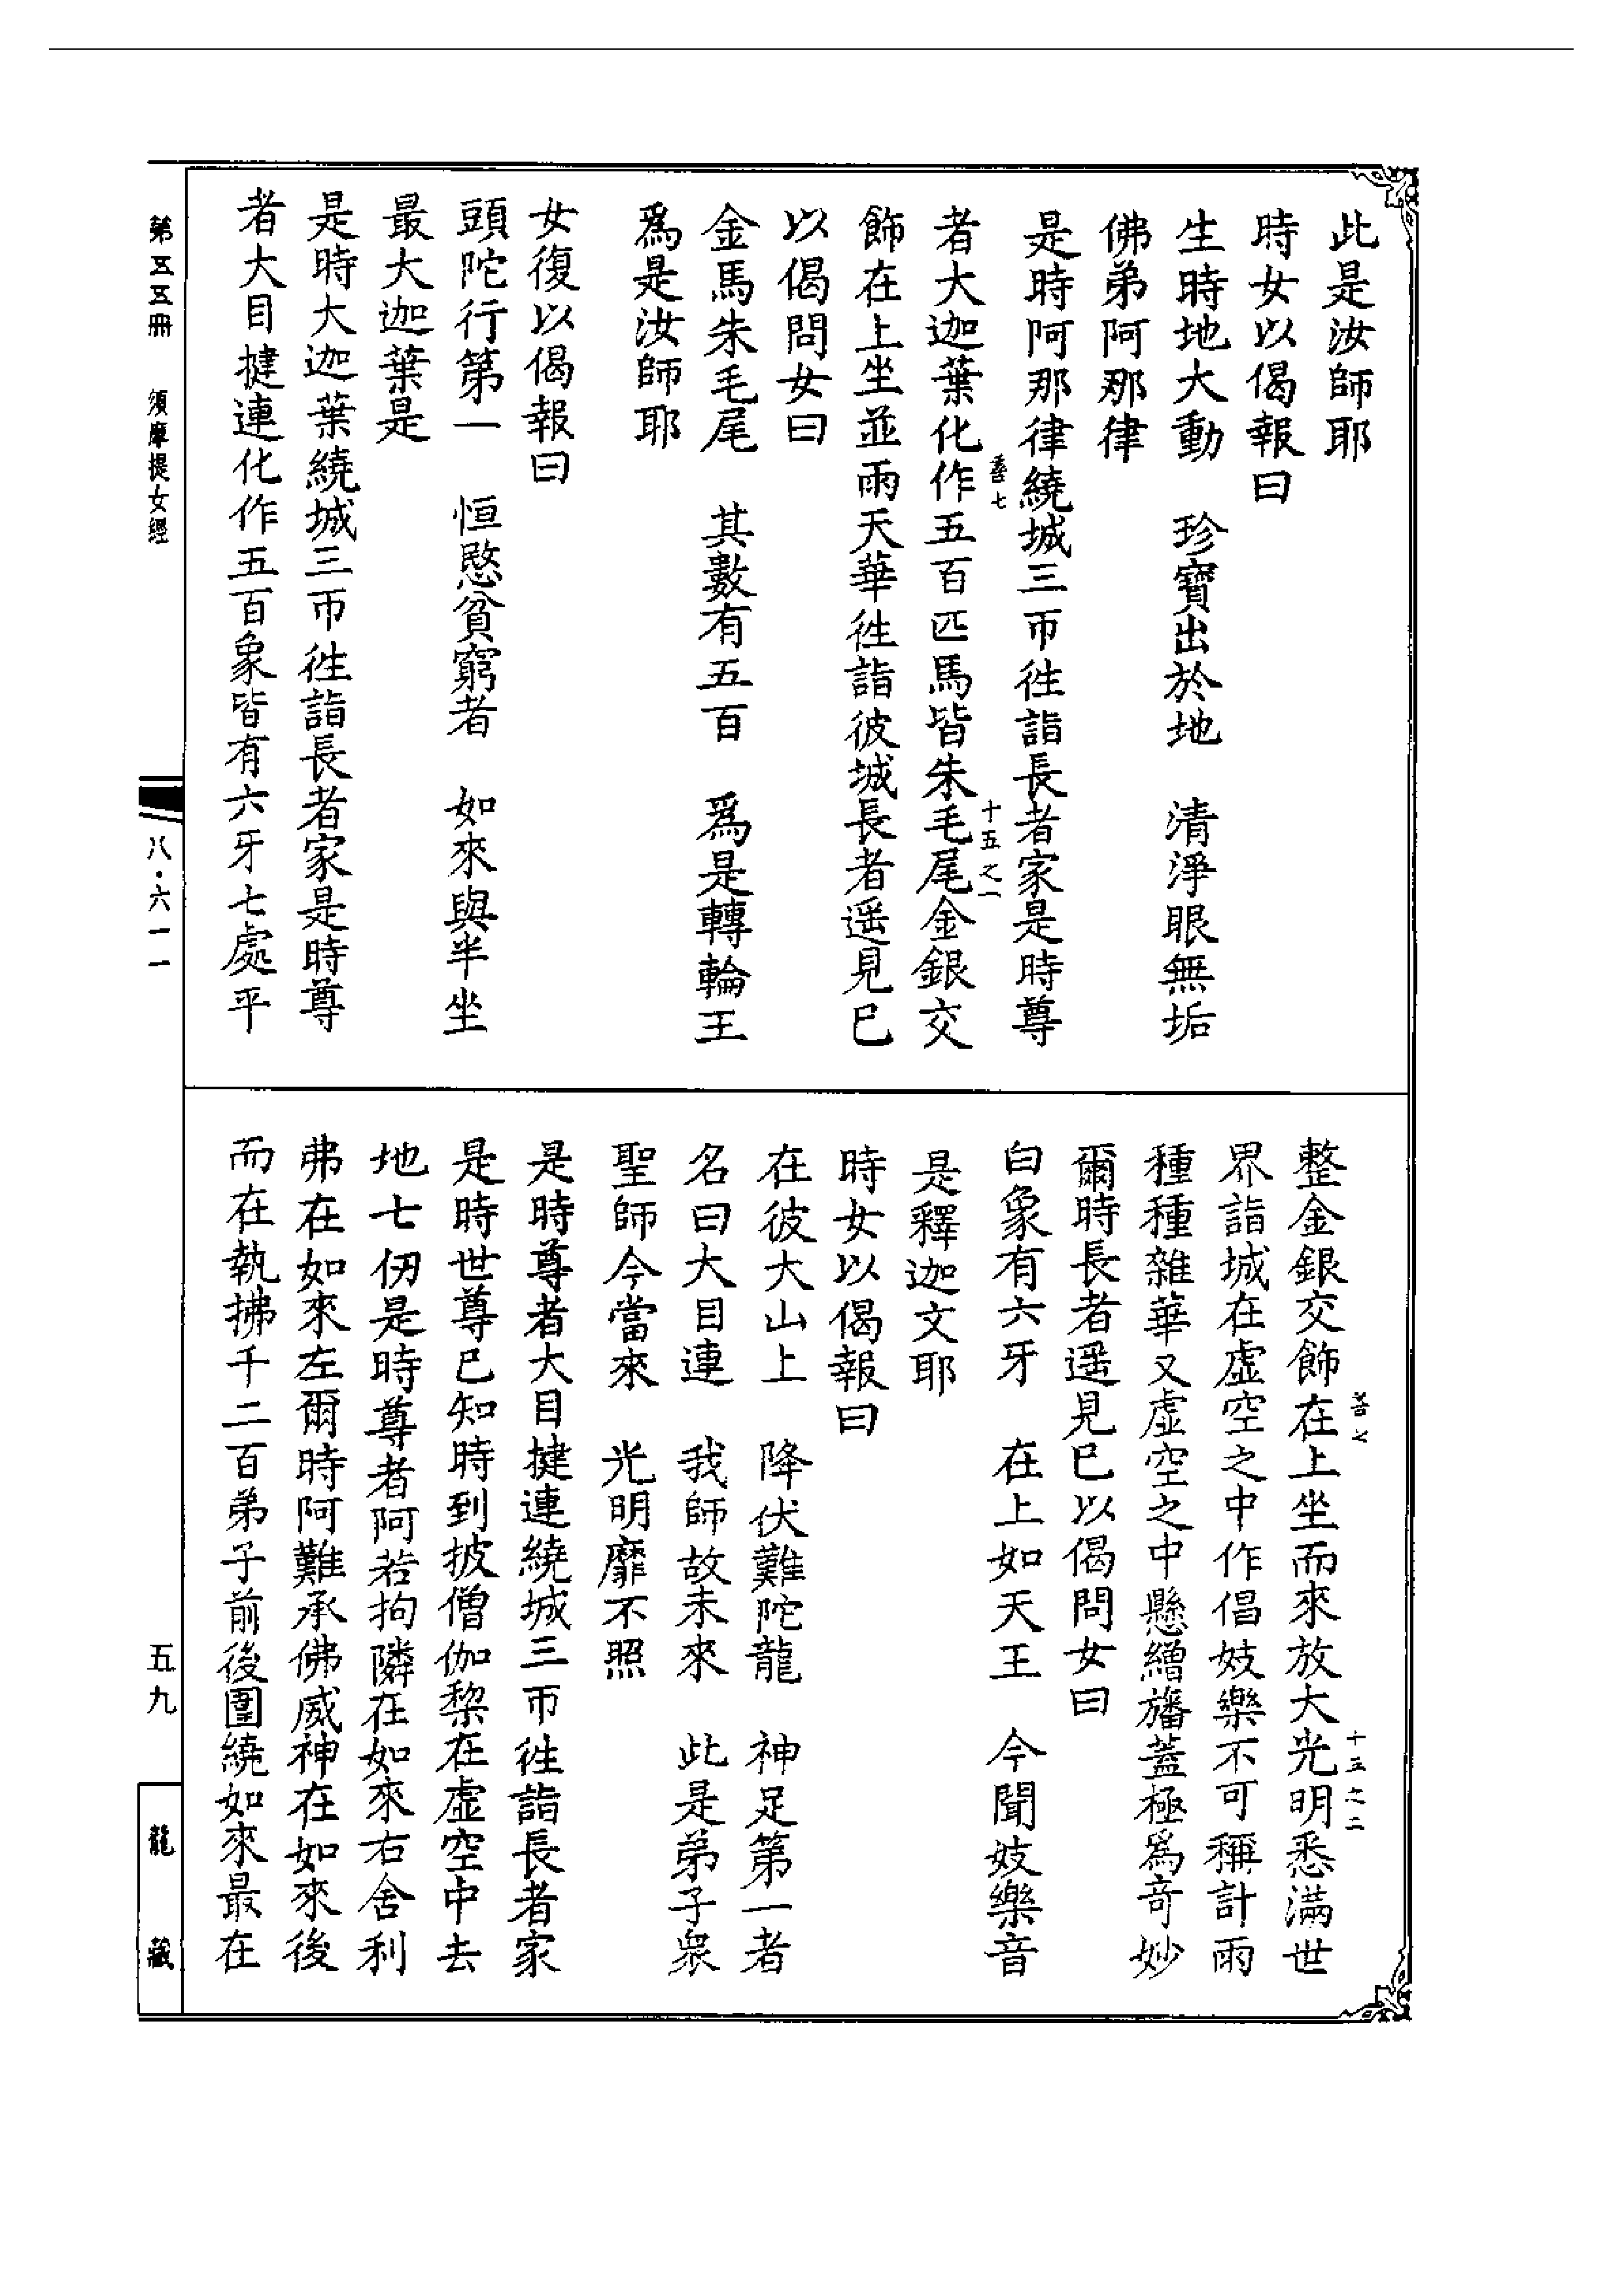 此是汝師耶
時女以偈報曰
生時地大動　珍寶出於地　清淨眼無垢
佛弟阿那律
是時阿那律繞城三帀徃詣長者家是時尊
者大迦葉化作五百匹馬皆朱毛尾金銀交
飾在上坐並雨天華徃詣彼城長者遥見已
以偈問女曰
金馬朱毛尾　其數有五百　爲是轉輪王
爲是汝師耶
女復以偈報曰
頭陀行第一　恒愍貧窮者　如來與半坐
最大迦葉是
是時大迦葉繞城三帀徃詣長者家是時尊
者大目揵連化作五百象皆有六牙七處平
整金銀交飾在上坐而來放大光明悉滿世
界詣城在虛空之中作倡妓樂不可稱計雨
種種雜華又虛空之中懸繒旛蓋極爲奇妙
爾時長者遥見已以偈問女曰
白象有六牙　在上如天王　今聞妓樂音
是釋迦文耶
時女以偈報曰
在彼大山上　降伏難陀龍　神足第一者
名曰大目連　我師故未來　此是弟子衆
聖師今當來　光明靡不照
是時尊者大目揵連繞城三帀徃詣長者家
是時世尊已知時到披僧伽棃在虛空中去
地七仞是時尊者阿若拘隣在如來右舍利
弗在如來左爾時阿難承佛威神在如來後
而在執拂千二百弟子前後圍繞如來最在
十五之一
十五之二
第五五冊　須摩提女經
八·六一一
五九
龍藏